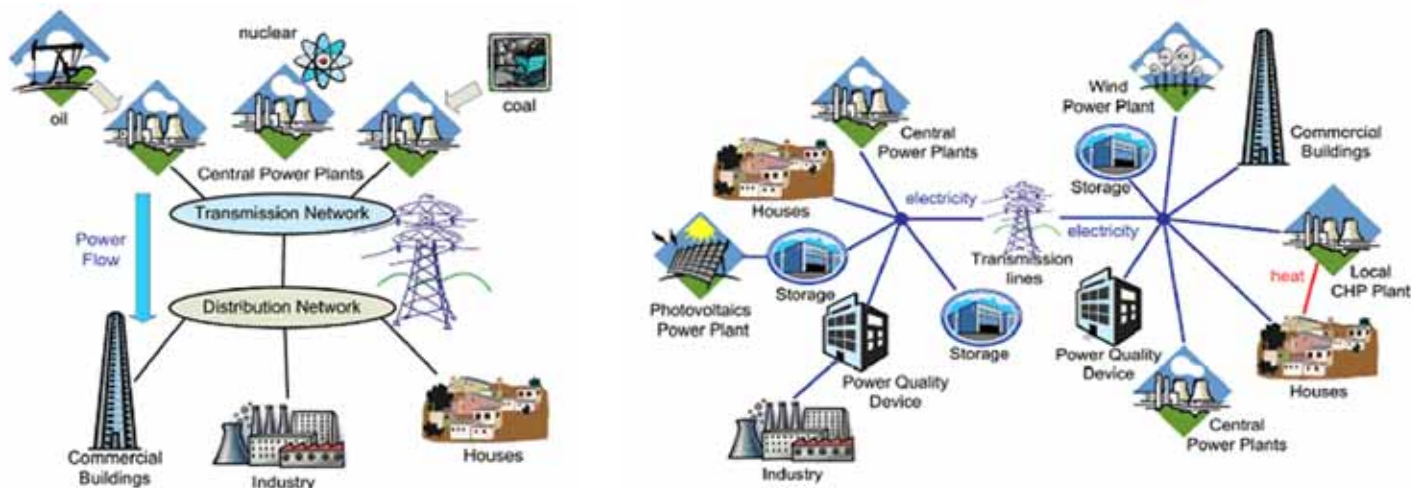 nuclear
oil
coal
Central Power Plants
Transmission Network
Power
Flow
Distribution Network
Commercial
Buildings
Industry
Houses
Wind
Power Plant
Central
Power Plants
Commercial
Buildings
Storage
Houses
electricity
electricity
Transmission
lines
heat
Local
CHP Plant
Photovoltaics
Power Plant
Storage
Storage
Power Quality
Device
Power Quality
Device
Houses
Central
Power Plants
Industry